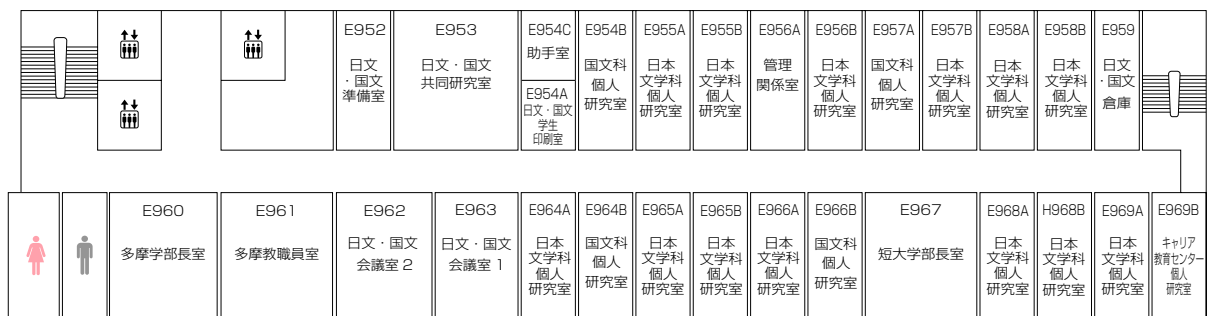 E952
日文
・国文
準備室
E953
日文・国文
共同研究室
E954C
助手室
E954A
日文・国文
学生
印刷室
E954B
国文科
個人
研究室
E955A
日本
文学科
個人
研究室
E955B
日本
文学科
個人
研究室
E956A
管理
関係室
E956B
日本
文学科
個人
研究室
E957A
国文科
個人
研究室
E957B
日本
文学科
個人
研究室
E958A
日本
文学科
個人
研究室
E958B
日本
文学科
個人
研究室
E959
日文
・国文
倉庫
E960
多摩学部長室
E961
多摩教職員室
E962
日文・国文
会議室 2
E963
日文・国文
会議室 1
E964A
日本
文学科
個人
研究室
E964B
国文科
個人
研究室
E965A
日本
文学科
個人
研究室
E965B
日本
文学科
個人
研究室
E966A
日本
文学科
個人
研究室
E966B
国文科
個人
研究室
E967
短大学部長室
E968A
日本
文学科
個人
研究室
H968B
日本
文学科
個人
研究室
E969A
日本
文学科
個人
研究室
E969B
キャリア
教育センター
個人
研究室